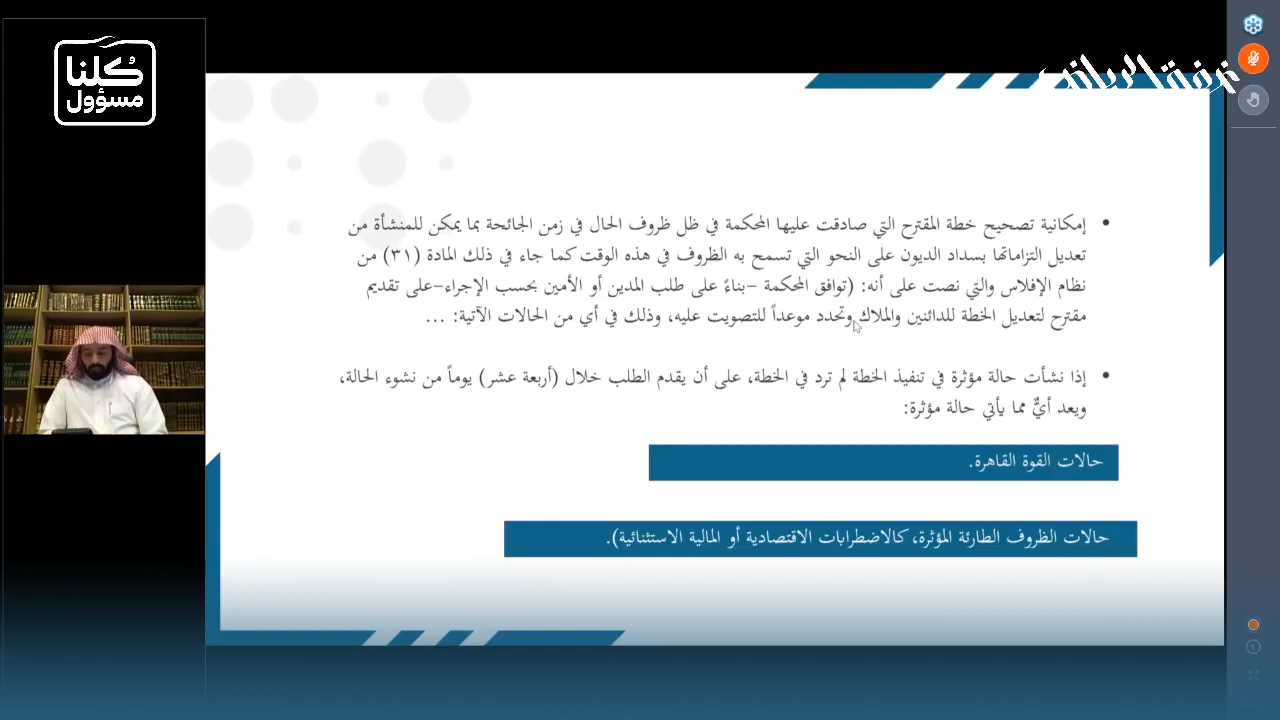 كُلنا
مسؤول
غرفة الرياض
• إمكانية تصحيح خطة المقترح التي صادقت عليها المحكمة في ظل ظروف الحال في زمن الجائحة بما يمكن للمنشأة من
تعديل التزاماتها بسداد الديون على النحو التي تسمح به الظروف في هذه الوقت كما جاء في ذلك المادة (٣١) من
نظام الإفلاس والتي نصت على أنه: (توافق المحكمة -بناءً على طلب المدين أو الأمين بحسب الإجراء-على تقديم
مقترح لتعديل الخطة للدائنين والملاك وتحدد موعداً للتصويت عليه، وذلك في أي من الحالات الآتية: ...
• إذا نشأت حالة مؤثرة في تنفيذ الخطة لم ترد في الخطة، على أن يقدم الطلب خلال (أربعة عشر) يوماً من نشوء الحالة،
ويعد أيٌّ مما يأتي حالة مؤثرة:
حالات القوة القاهرة.
حالات الظروف الطارئة المؤثرة، كالاضطرابات الاقتصادية أو المالية الاستثنائية).